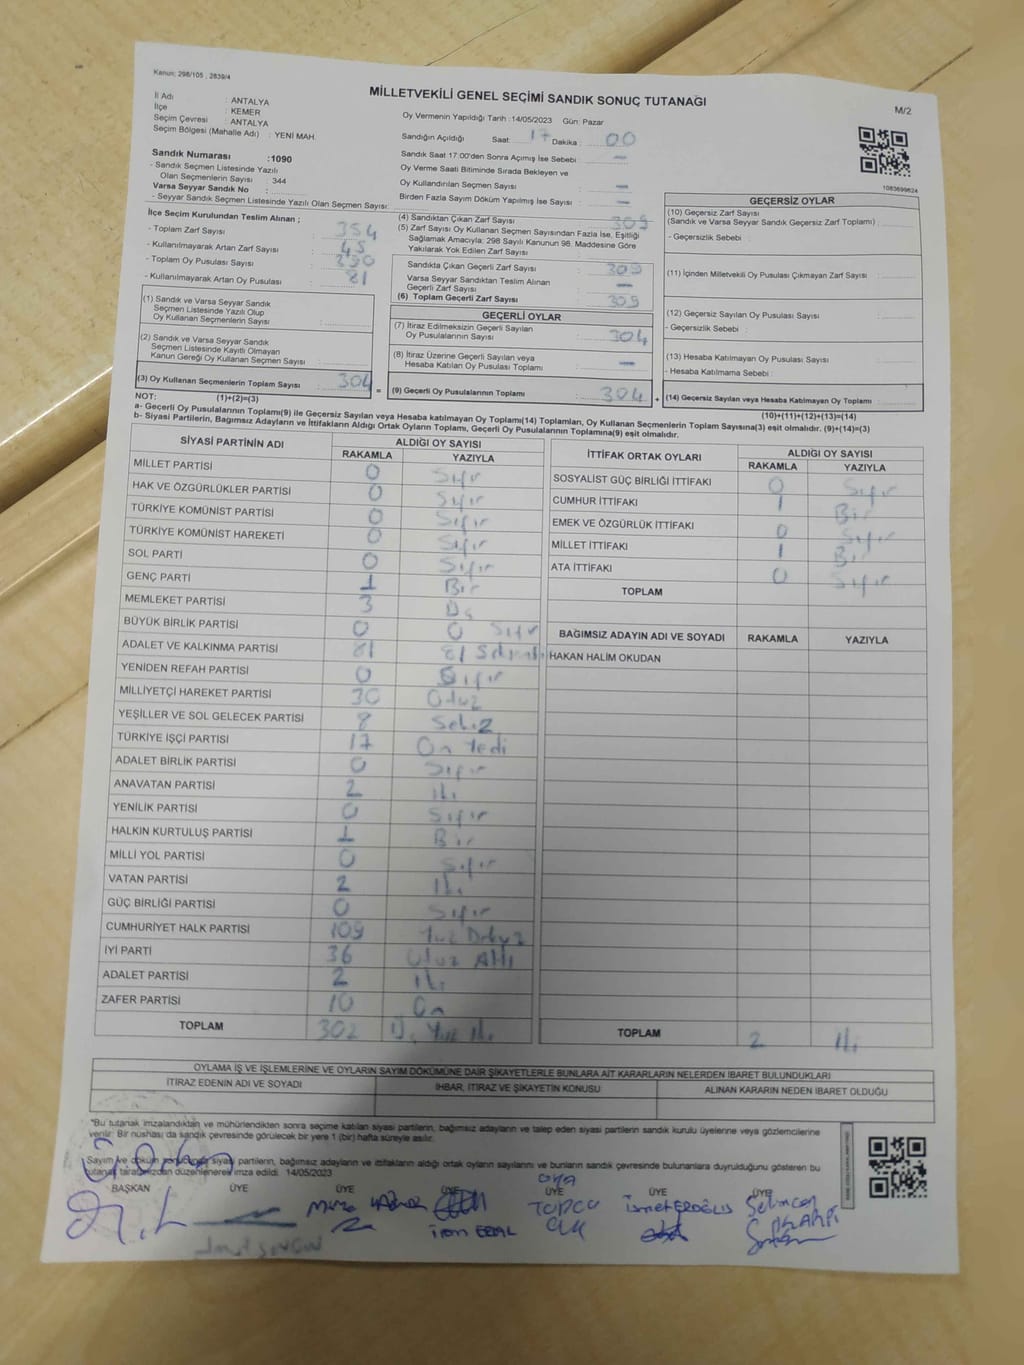 Kanun: 298/105 , 2839/4
MİLLETVEKİLİ GENEL SEÇİMİ SANDIK SONUÇ TUTANAĞI
M/2
İl Adı : ANTALYA
İlçe : KEMER
Seçim Çevresi : ANTALYA
Seçim Bölgesi (Mahalle Adı) : YENİ MAH.
Oy Vermenin Yapıldığı Tarih :14/05/2023 Gün: Pazar
Sandığın Açıldığı Saat: 17 Dakika : 00
Sandık Saat 17:00'den Sonra Açımış İse Sebebi : —
Oy Verme Saati Bitiminde Sırada Bekleyen ve
Oy Kullandırılan Seçmen Sayısı : —
Birden Fazla Sayım Döküm Yapılmış İse Sayısı : —
1083699624
Sandık Numarası :1090
- Sandık Seçmen Listesinde Yazılı
Olan Seçmenlerin Sayısı : 344
Varsa Seyyar Sandık No :
- Seyyar Sandık Seçmen Listesinde Yazılı Olan Seçmen Sayısı:
İlçe Seçim Kurulundan Teslim Alınan ;
- Toplam Zarf Sayısı : 354
- Kullanılmayarak Artan Zarf Sayısı : 45
- Toplam Oy Pusulası Sayısı :
- Kullanılmayarak Artan Oy Pusulası : 81
(1) Sandık ve Varsa Seyyar Sandık
Seçmen Listesinde Yazılı Olup
Oy Kullanan Seçmenlerin Sayısı :
(2) Sandık ve Varsa Seyyar Sandık
Seçmen Listesinde Kayıtlı Olmayan
Kanun Gereği Oy Kullanan Seçmen Sayısı :
(3) Oy Kullanan Seçmenlerin Toplam Sayısı : 304
(1)+(2)=(3)
(4) Sandıktan Çıkan Zarf Sayısı : 309
(5) Zarf Sayısı Oy Kullanan Seçmen Sayısından Fazla İse, Eşitliği
Sağlamak Amacıyla; 298 Sayılı Kanunun 98. Maddesine Göre
Yakılarak Yok Edilen Zarf Sayısı :
Sandıkta Çıkan Geçerli Zarf Sayısı : 309
Varsa Seyyar Sandıktan Teslim Alınan
Geçerli Zarf Sayısı : —
(6) Toplam Geçerli Zarf Sayısı : 309
GEÇERLİ OYLAR
(7) İtiraz Edilmeksizin Geçerli Sayılan
Oy Pusulalarının Sayısı : 304
(8) İtiraz Üzerine Geçerli Sayılan veya
Hesaba Katılan Oy Pusulası Toplamı : —
= (9) Geçerli Oy Pusulalarının Toplamı : 304 +
GEÇERSİZ OYLAR
(10) Geçersiz Zarf Sayısı
(Sandık ve Varsa Seyyar Sandık Geçersiz Zarf Toplamı) :
- Geçersizlik Sebebi :
(11) İçinden Milletvekili Oy Pusulası Çıkmayan Zarf Sayısı :
(12) Geçersiz Sayılan Oy Pusulası Sayısı :
- Geçersizlik Sebebi :
(13) Hesaba Katılmayan Oy Pusulası Sayısı :
- Hesaba Katılmama Sebebi :
(14) Geçersiz Sayılan veya Hesaba Katılmayan Oy Toplamı :
(10)+(11)+(12)+(13)=(14)
NOT:
a- Geçerli Oy Pusulalarının Toplamı(9) ile Geçersiz Sayılan veya Hesaba katılmayan Oy Toplamı(14) Toplamları, Oy Kullanan Seçmenlerin Toplam Sayısına(3) eşit olmalıdır. (9)+(14)=(3)
b- Siyasi Partilerin, Bağımsız Adayların ve İttifakların Aldığı Ortak Oyların Toplamı, Geçerli Oy Pusulalarının Toplamına(9) eşit olmalıdır.
SİYASİ PARTİNİN ADI ALDIĞI OY SAYISI
RAKAMLA YAZIYLA
MİLLET PARTİSİ 0 Sıfır
HAK VE ÖZGÜRLÜKLER PARTİSİ 0 Sıfır
TÜRKİYE KOMÜNİST PARTİSİ 0 Sıfır
TÜRKİYE KOMÜNİST HAREKETİ 0 Sıfır
SOL PARTİ 0 Sıfır
GENÇ PARTİ 1 Bir
MEMLEKET PARTİSİ 3 Üç
BÜYÜK BİRLİK PARTİSİ 0 0 Sıfır
ADALET VE KALKINMA PARTİSİ 81 81
YENİDEN REFAH PARTİSİ 0 Sıfır
MİLLİYETÇİ HAREKET PARTİSİ 30 Otuz
YEŞİLLER VE SOL GELECEK PARTİSİ 8 Sekiz
TÜRKİYE İŞÇİ PARTİSİ 17 On Yedi
ADALET BİRLİK PARTİSİ 0 Sıfır
ANAVATAN PARTİSİ 2 İki
YENİLİK PARTİSİ 0 Sıfır
HALKIN KURTULUŞ PARTİSİ 1 Bir
MİLLİ YOL PARTİSİ 0 Sıfır
VATAN PARTİSİ 2 İki
GÜÇ BİRLİĞİ PARTİSİ 0 Sıfır
CUMHURİYET HALK PARTİSİ 109 Yuz Dokuz
İYİ PARTİ 36 Otuz Altı
ADALET PARTİSİ 2 İki
ZAFER PARTİSİ 10 On
TOPLAM 302 Üç Yuz İki
İTTİFAK ORTAK OYLARI ALDIĞI OY SAYISI
RAKAMLA YAZIYLA
SOSYALİST GÜÇ BİRLİĞİ İTTİFAKI 0 Sıfır
CUMHUR İTTİFAKI 1 Bir
EMEK VE ÖZGÜRLÜK İTTİFAKI 0 Sıfır
MİLLET İTTİFAKI 1 Bir
ATA İTTİFAKI 0 Sıfır
TOPLAM
BAĞIMSIZ ADAYIN ADI VE SOYADI RAKAMLA YAZIYLA
HAKAN HALİM OKUDAN
TOPLAM 2 İki
OYLAMA İŞ VE İŞLEMLERİNE VE OYLARIN SAYIM DÖKÜMÜNE DAİR ŞİKAYETLERLE BUNLARA AİT KARARLARIN NELERDEN İBARET BULUNDUKLARI
İTİRAZ EDENİN ADI VE SOYADI İHBAR, İTİRAZ VE ŞİKAYETİN KONUSU ALINAN KARARIN NEDEN İBARET OLDUĞU
"Bu tutanak imzalandıktan ve mühürlendikten sonra seçime katılan siyasi partilerin, bağımsız adayların ve talep eden siyasi partilerin sandık kurulu üyelerine veya gözlemcilerine
verilir. Bir nüshası da sandık çevresinde görülecek bir yere 1 (bir) hafta süreyle asılır.
Sayım ve döküm sonucunda siyasi partilerin, bağımsız adayların ve ittifakların aldığı ortak oyların sayılarını ve bunların sandık çevresinde bulunanlara duyrulduğunu gösteren bu
tutanak tarafımızdan düzenlenerek imza edildi. 14/05/2023
BAŞKAN ÜYE ÜYE ÜYE ÜYE ÜYE
Oya
TOPCU
İsmet EROĞLU
Selincan